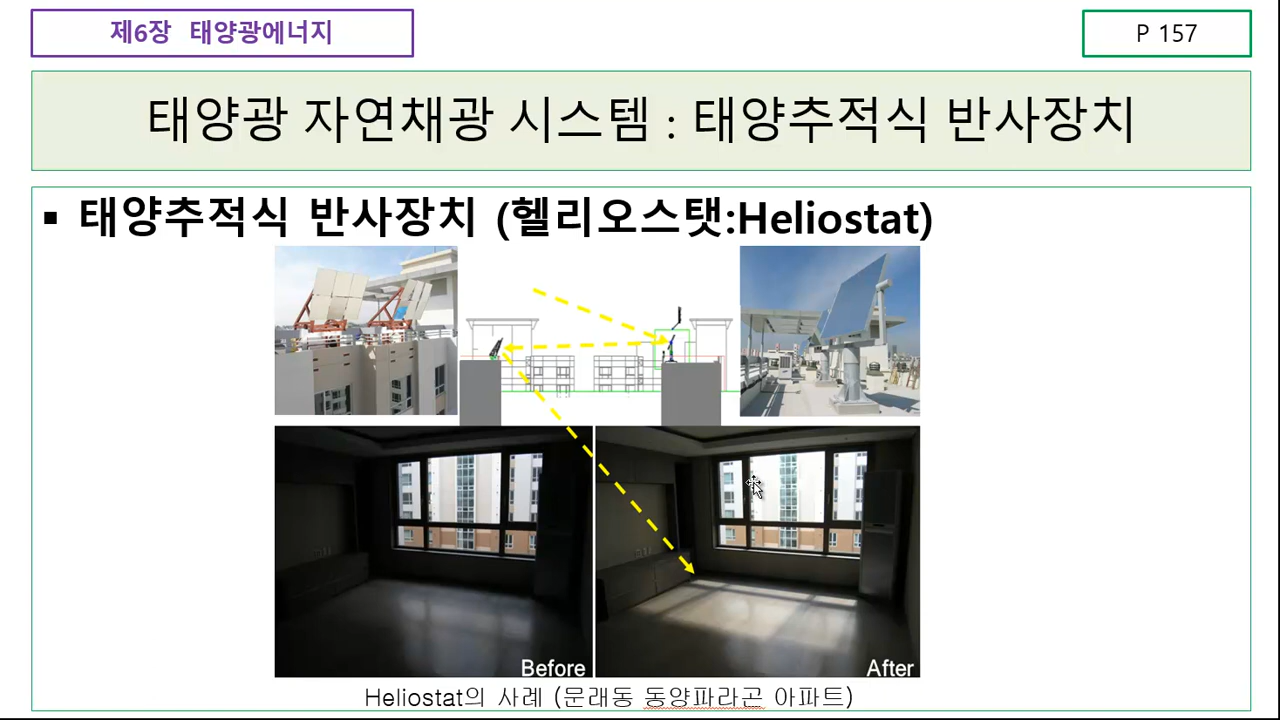 제6장 태양광에너지
P 157
태양광 자연채광 시스템 : 태양추적식 반사장치
▪ 태양추적식 반사장치 (헬리오스탯:Heliostat)
Before
After
Heliostat의 사례 (문래동 동양파라곤 아파트)